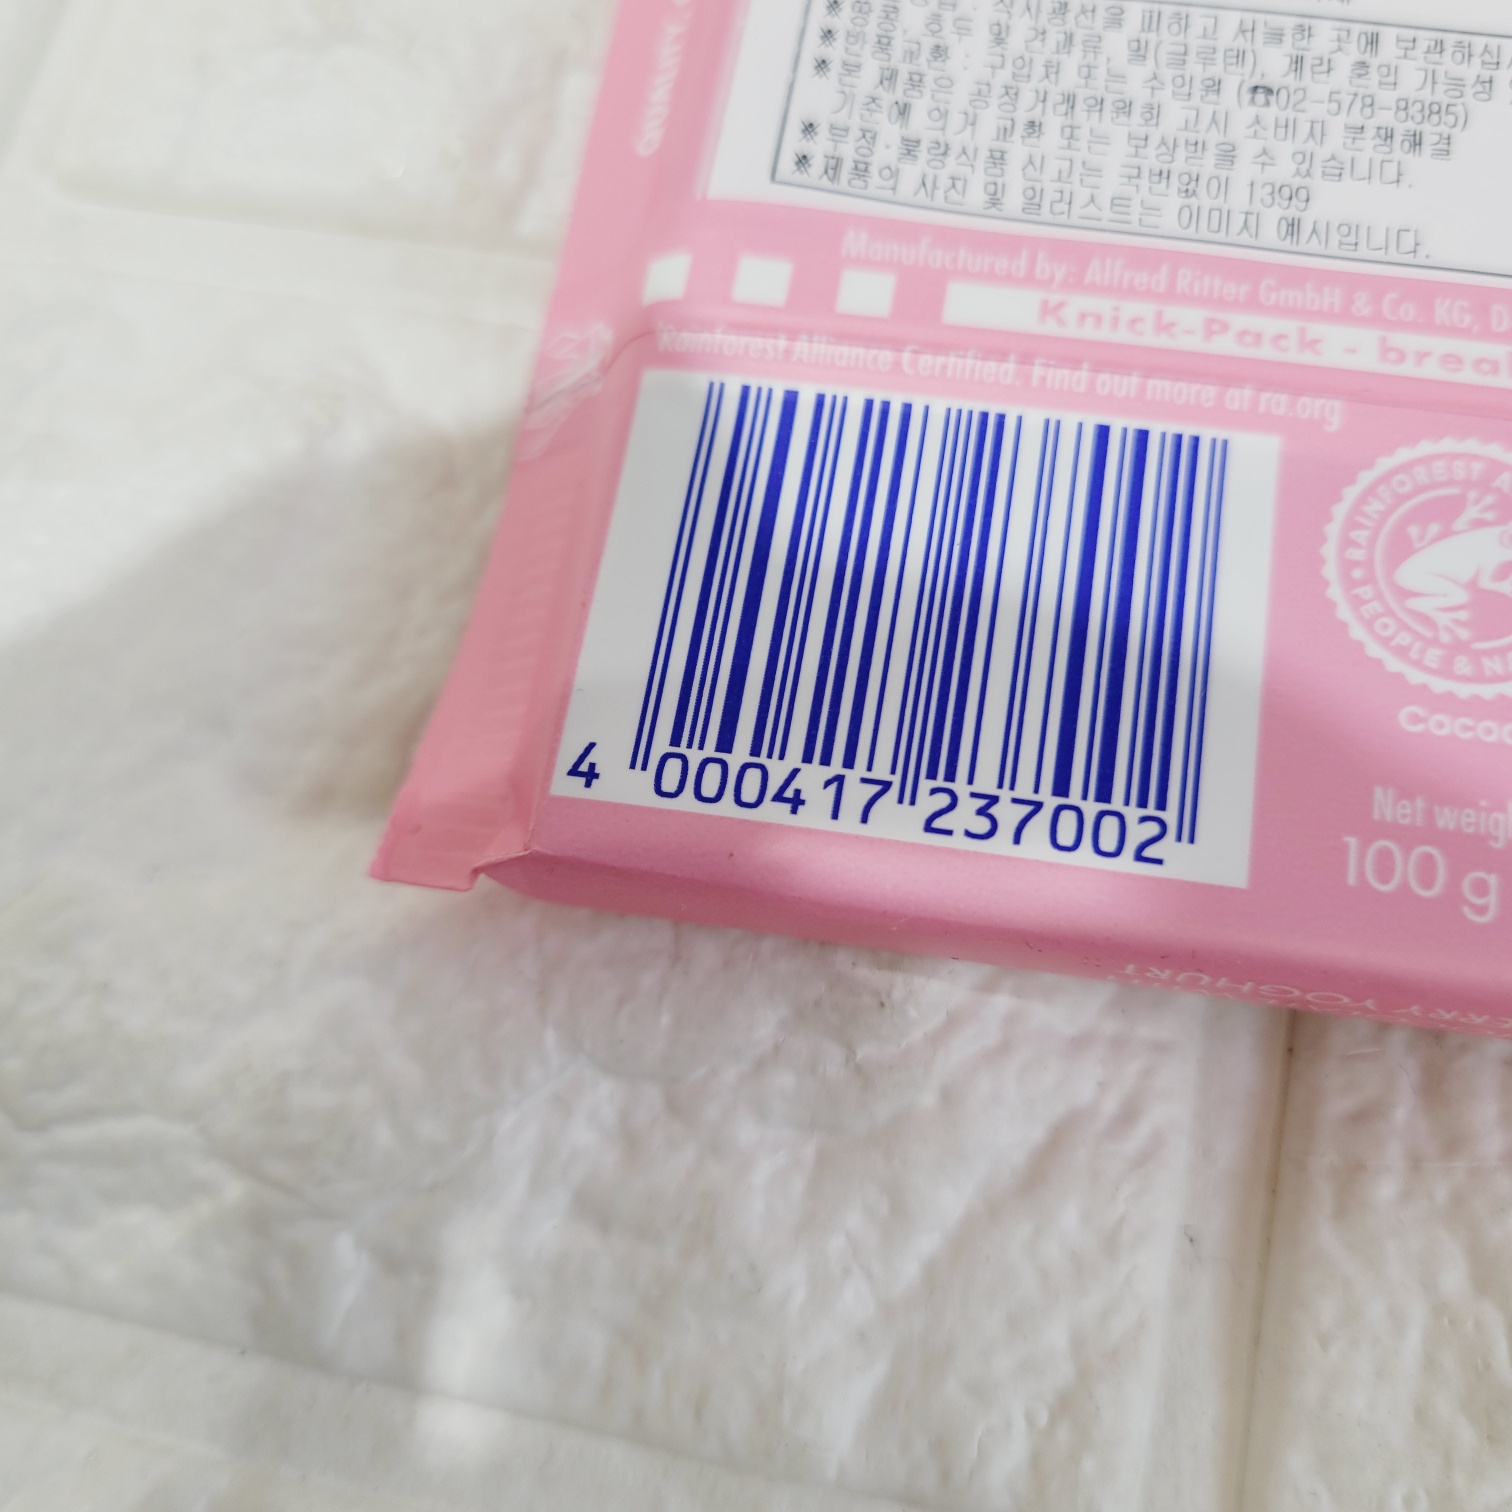 QUALITY.
직사광선을 피하고 서늘한 곳에 보관하십시
※땅콩, 호두 및 견과류, 밀(글루텐), 계란 혼입 가능성
※반품교환 : 구입처 또는 수입원 (☎02-578-8385)
※본 제품은 공정거래위원회 고시 소비자 분쟁해결
기준에 의거 교환 또는 보상받을 수 있습니다.
※부정·불량식품 신고는 국번없이 1399
※제품의 사진 및 일러스트는 이미지 예시입니다.
Manufactured by: Alfred Ritter GmbH & Co. KG, D
Knick-Pack - brea
Rainforest Alliance Certified. Find out more at ra.org
4 000417 237002
RAINFOREST A
PEOPLE & N
Cocoa
Net weig
100 g
RRY YOGHURT